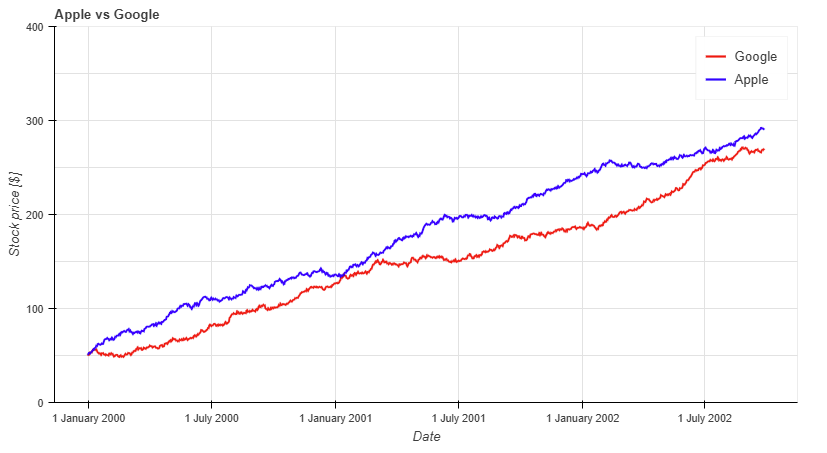 Apple vs Google
Google
Apple
Stock price [$]
400
300
200
100
0
1 January 2000
1 July 2000
1 January 2001
1 July 2001
1 January 2002
1 July 2002
Date